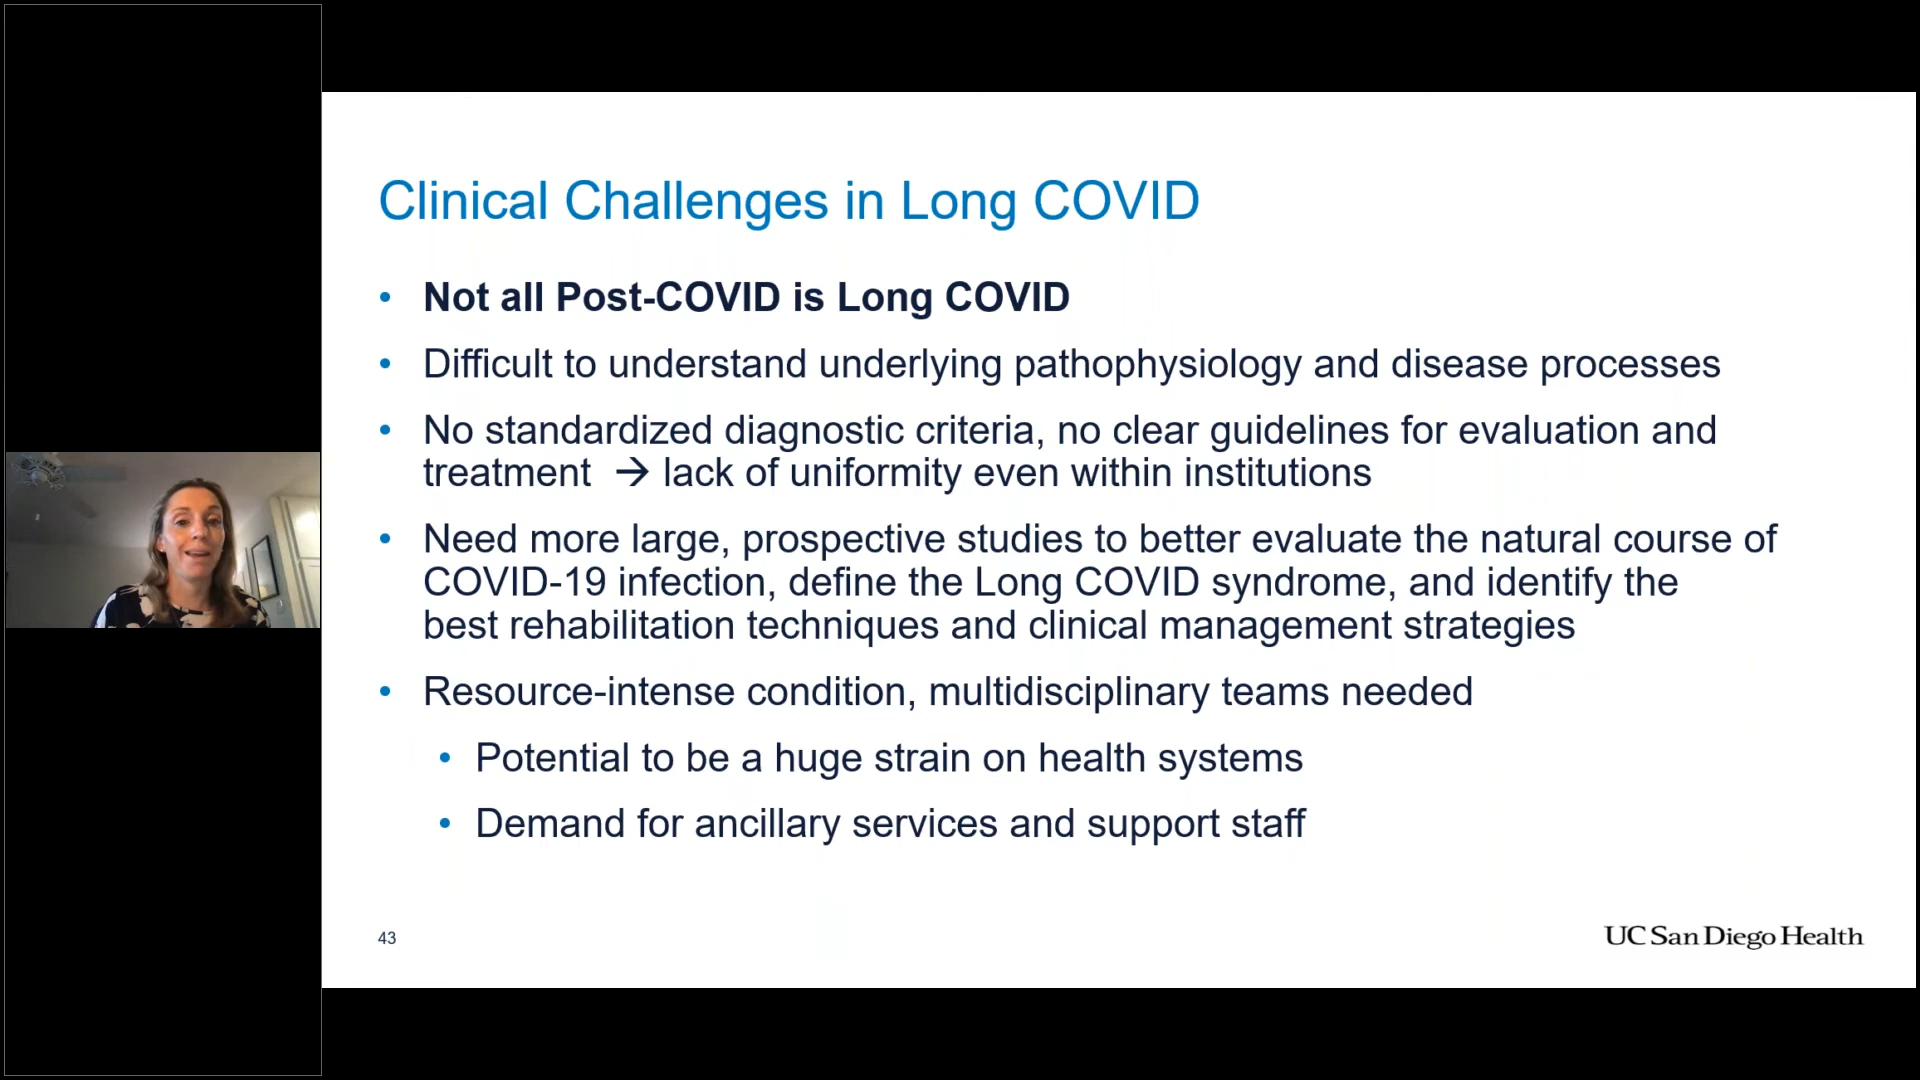 Clinical Challenges in Long COVID
• Not all Post-COVID is Long COVID
• Difficult to understand underlying pathophysiology and disease processes
• No standardized diagnostic criteria, no clear guidelines for evaluation and
treatment → lack of uniformity even within institutions
• Need more large, prospective studies to better evaluate the natural course of
COVID-19 infection, define the Long COVID syndrome, and identify the
best rehabilitation techniques and clinical management strategies
• Resource-intense condition, multidisciplinary teams needed
• Potential to be a huge strain on health systems
• Demand for ancillary services and support staff
43
UC San Diego Health